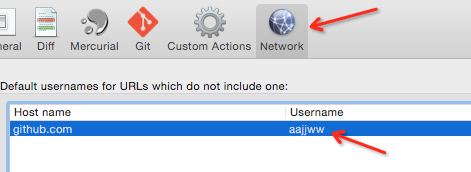 neral Diff Mercurial Git Custom Actions Network
Default usernames for URLs which do not include one:
Host name Username
github.com aajjww